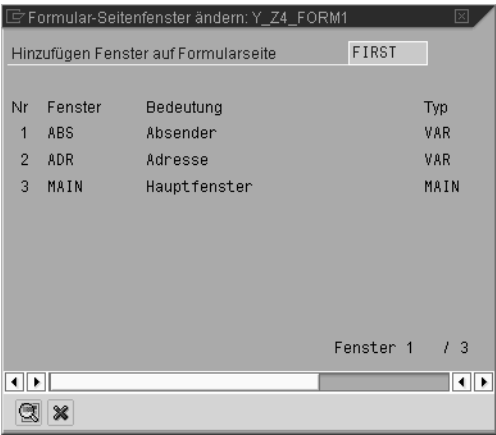 Formular-Seitenfenster ändern: Y_Z4_FORM1
Hinzufügen Fenster auf Formularseite FIRST
Nr Fenster Bedeutung Typ
1 ABS Absender VAR
2 ADR Adresse VAR
3 MAIN Hauptfenster MAIN
Fenster 1 / 3